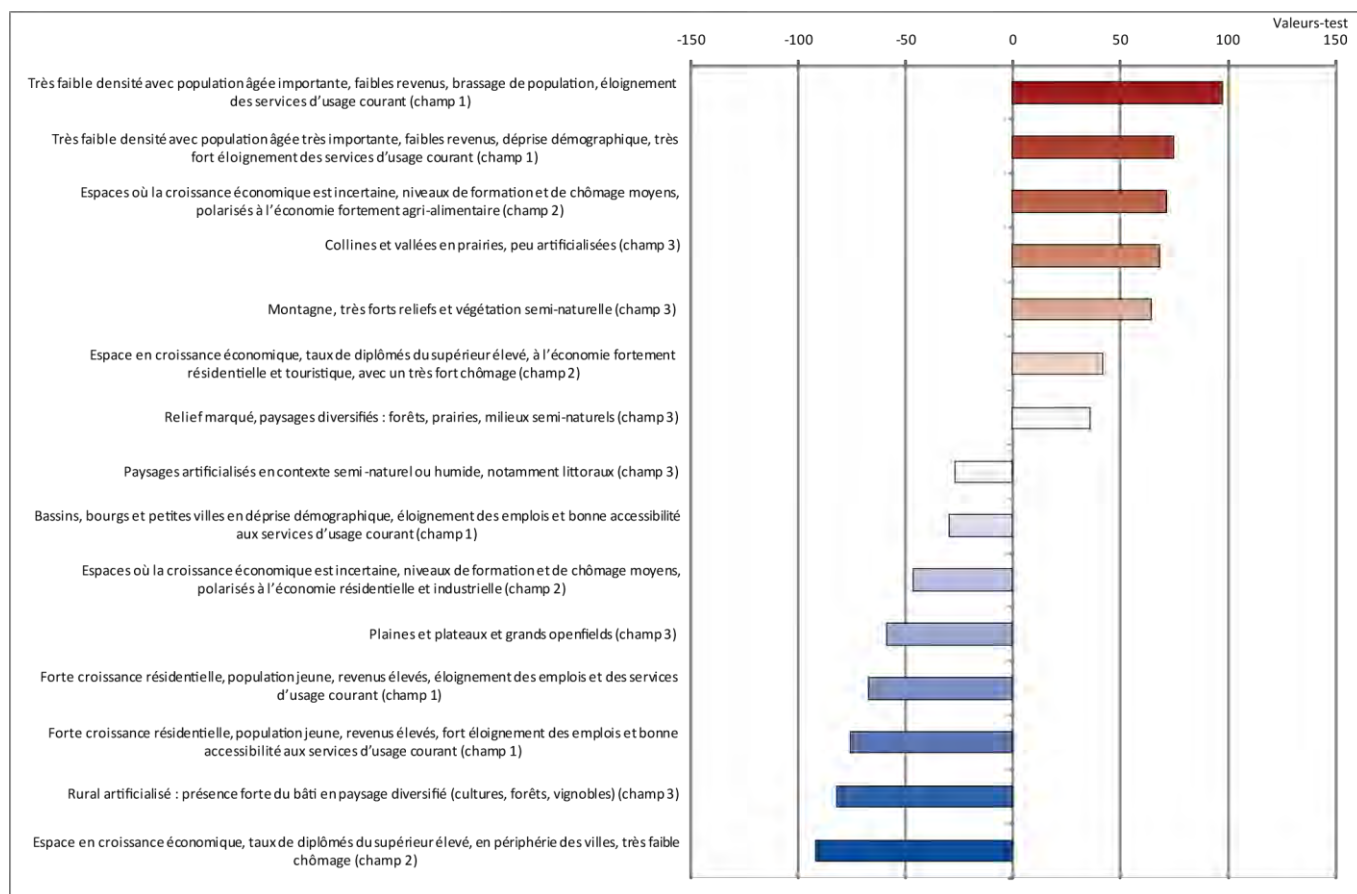 Valeurs-test
-150 -100 -50 0 50 100 150
Très faible densité avec population âgée importante, faibles revenus, brassage de population, éloignement
des services d'usage courant (champ 1)
Très faible densité avec population âgée très importante, faibles revenus, déprise démographique, très
fort éloignement des services d'usage courant (champ 1)
Espaces où la croissance économique est incertaine, niveaux de formation et de chômage moyens,
polarisés à l'économie fortement agri-alimentaire (champ 2)
Collines et vallées en prairies, peu artificialisées (champ 3)
Montagne, très forts reliefs et végétation semi-naturelle (champ 3)
Espace en croissance économique, taux de diplômés du supérieur élevé, à l'économie fortement
résidentielle et touristique, avec un très fort chômage (champ 2)
Relief marqué, paysages diversifiés : forêts, prairies, milieux semi-naturels (champ 3)
Paysages artificialisés en contexte semi-naturel ou humide, notamment littoraux (champ 3)
Bassins, bourgs et petites villes en déprise démographique, éloignement des emplois et bonne accessibilité
aux services d'usage courant (champ 1)
Espaces où la croissance économique est incertaine, niveaux de formation et de chômage moyens,
polarisés à l'économie résidentielle et industrielle (champ 2)
Plaines et plateaux et grands openfields (champ 3)
Forte croissance résidentielle, population jeune, revenus élevés, éloignement des emplois et des services
d'usage courant (champ 1)
Forte croissance résidentielle, population jeune, revenus élevés, fort éloignement des emplois et bonne
accessibilité aux services d'usage courant (champ 1)
Rural artificialisé : présence forte du bâti en paysage diversifié (cultures, forêts, vignobles) (champ 3)
Espace en croissance économique, taux de diplômés du supérieur élevé, en périphérie des villes, très faible
chômage (champ 2)